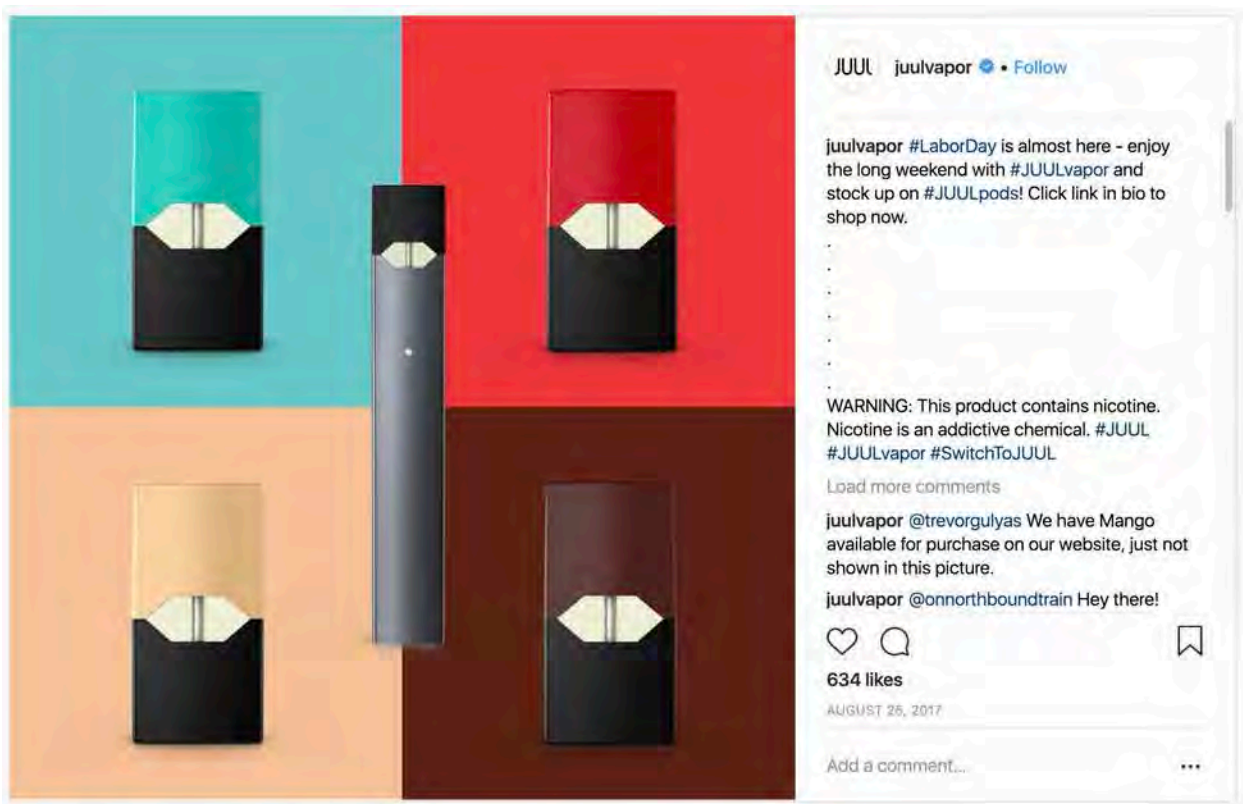 JUUL juulvapor • Follow
juulvapor #LaborDay is almost here - enjoy
the long weekend with #JUULvapor and
stock up on #JUULpods! Click link in bio to
shop now.
.
.
.
.
.
.
.
WARNING: This product contains nicotine.
Nicotine is an addictive chemical. #JUUL
#JUULvapor #SwitchToJUUL
Load more comments
juulvapor @trevorgulyas We have Mango
available for purchase on our website, just not
shown in this picture.
juulvapor @onnorthboundtrain Hey there!
634 likes
AUGUST 26, 2017
Add a comment...